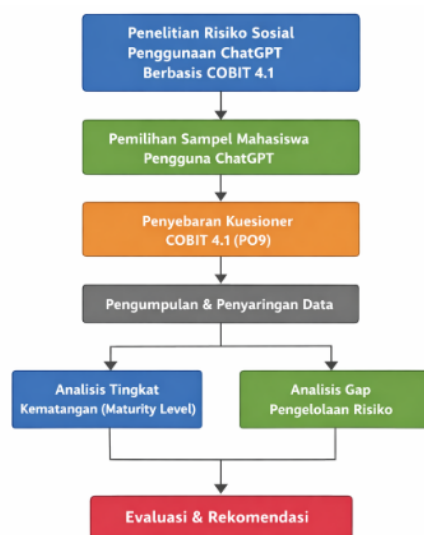 Penelitian Risiko Sosial
Penggunaan ChatGPT
Berbasis COBIT 4.1
Pemilihan Sampel Mahasiswa
Pengguna ChatGPT
Penyebaran Kuesioner
COBIT 4.1 (PO9)
Pengumpulan & Penyaringan Data
Analisis Tingkat
Kematangan (Maturity Level)
Analisis Gap
Pengelolaan Risiko
Evaluasi & Rekomendasi